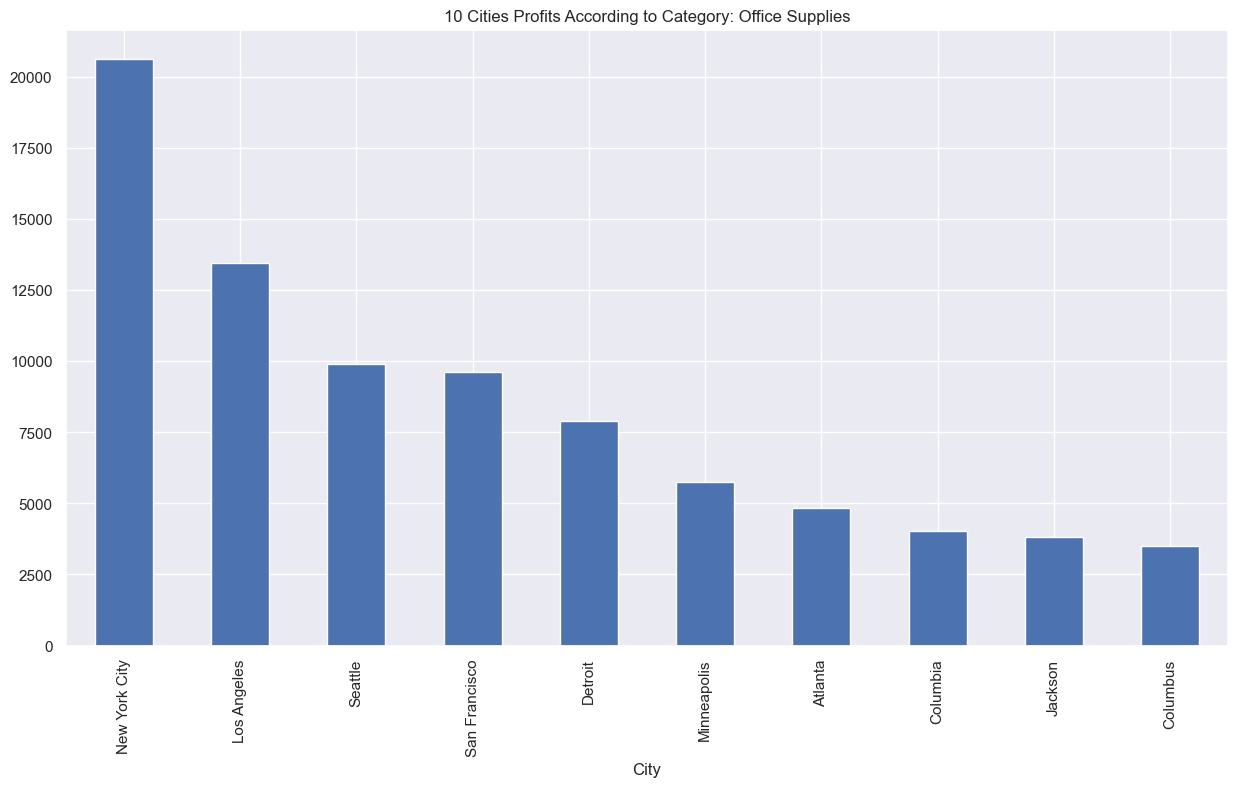 10 Cities Profits According to Category: Office Supplies
20000
17500
15000
12500
10000
7500
5000
2500
0
New York City
Los Angeles
Seattle
San Francisco
Detroit
Minneapolis
Atlanta
Columbia
Jackson
Columbus
City